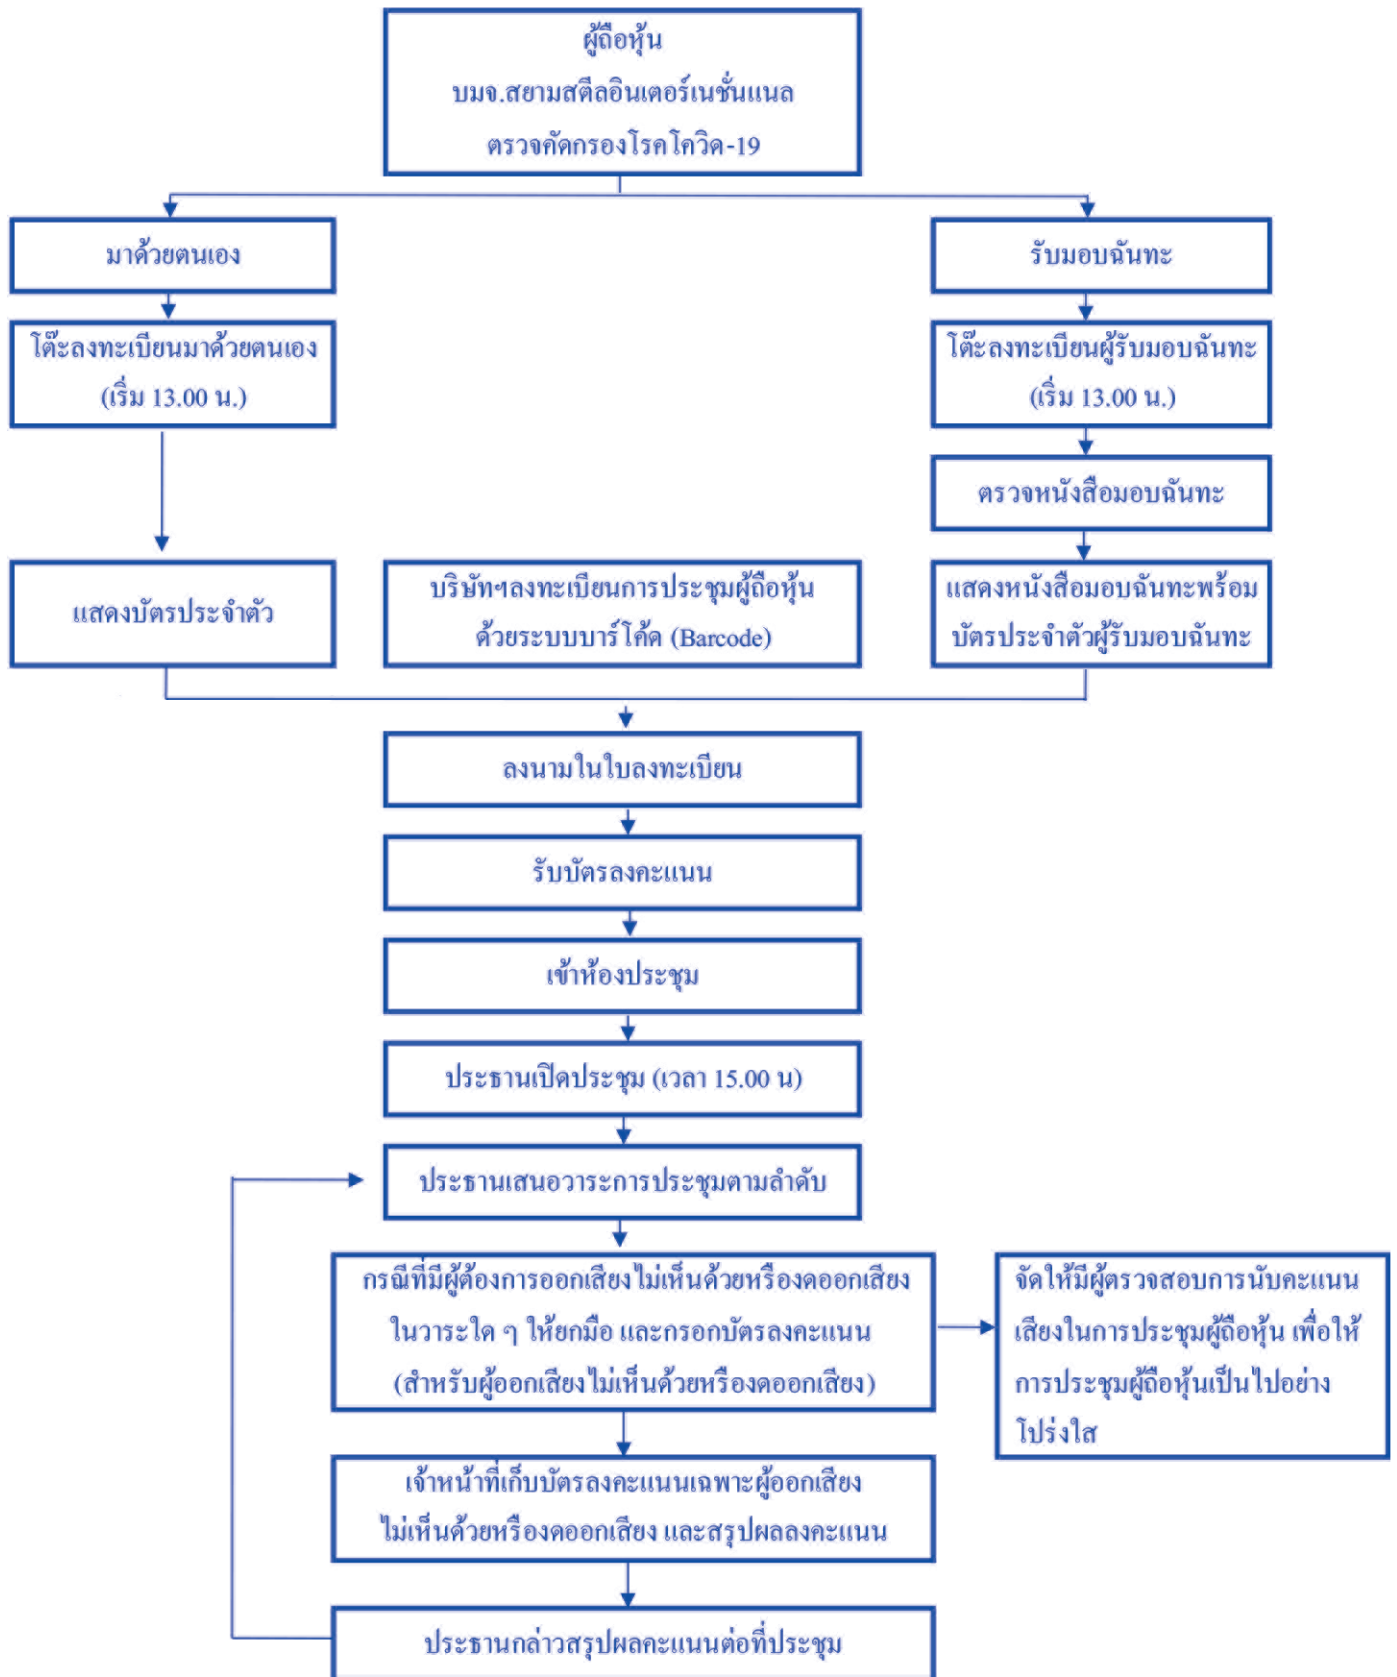 ผู้ถือหุ้น
บมจ.สยามสตีลอินเตอร์เนชั่นแนล
ตรวจคัดกรองโรคโควิด-19
มาด้วยตนเอง
รับมอบฉันทะ
โต๊ะลงทะเบียนมาด้วยตนเอง
(เริ่ม 13.00 น.)
โต๊ะลงทะเบียนผู้รับมอบฉันทะ
(เริ่ม 13.00 น.)
ตรวจหนังสือมอบฉันทะ
แสดงบัตรประจำตัว
บริษัทฯลงทะเบียนการประชุมผู้ถือหุ้น
ด้วยระบบบาร์โค้ด (Barcode)
แสดงหนังสือมอบฉันทะพร้อม
บัตรประจำตัวผู้รับมอบฉันทะ
ลงนามในใบลงทะเบียน
รับบัตรลงคะแนน
เข้าห้องประชุม
ประธานเปิดประชุม (เวลา 15.00 น)
ประธานเสนอวาระการประชุมตามลำดับ
กรณีที่มีผู้ต้องการออกเสียงไม่เห็นด้วยหรืองดออกเสียง
ในวาระใด ๆ ให้ยกมือ และกรอกบัตรลงคะแนน
(สำหรับผู้ออกเสียงไม่เห็นด้วยหรืองดออกเสียง)
จัดให้มีผู้ตรวจสอบการนับคะแนน
เสียงในการประชุมผู้ถือหุ้น เพื่อให้
การประชุมผู้ถือหุ้นเป็นไปอย่าง
โปร่งใส
เจ้าหน้าที่เก็บบัตรลงคะแนนเฉพาะผู้ออกเสียง
ไม่เห็นด้วยหรืองดออกเสียง และสรุปผลลงคะแนน
ประธานกล่าวสรุปผลคะแนนต่อที่ประชุม